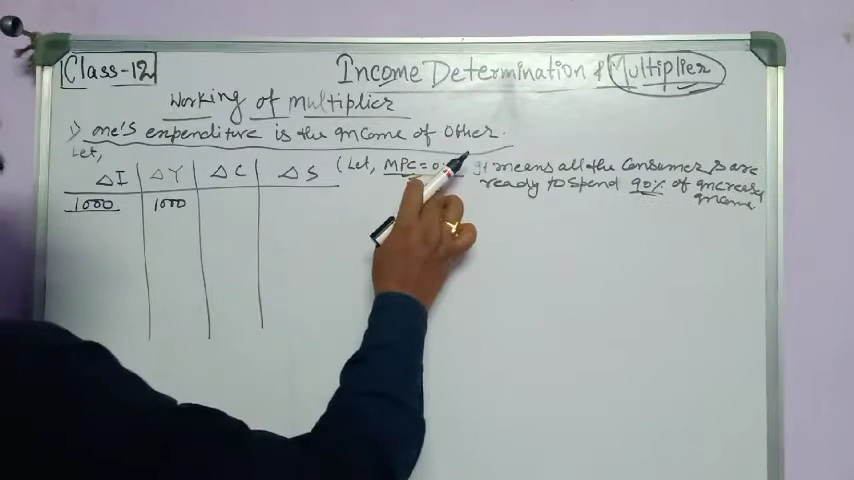 Class-12
Income Determination & Multiplier
Working of multiplier
1) one's expenditure is the income of Other.
Let,
ΔI ΔY ΔC ΔS
(Let, MPC = 0.
It means all the Consumers are
ready to spend 90% of increased
income
1000 1000